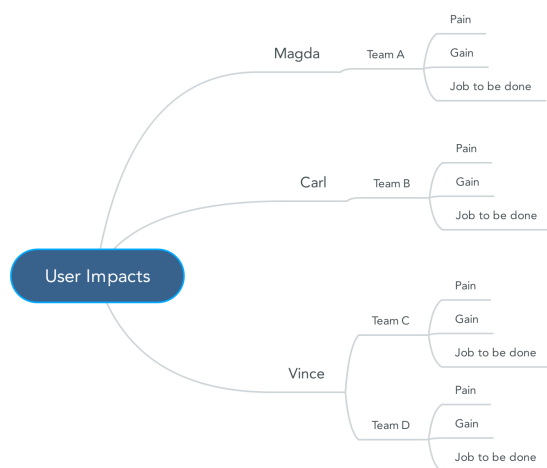 User Impacts
Magda
Team A
Pain
Gain
Job to be done
Carl
Team B
Pain
Gain
Job to be done
Vince
Team C
Pain
Gain
Job to be done
Team D
Pain
Gain
Job to be done